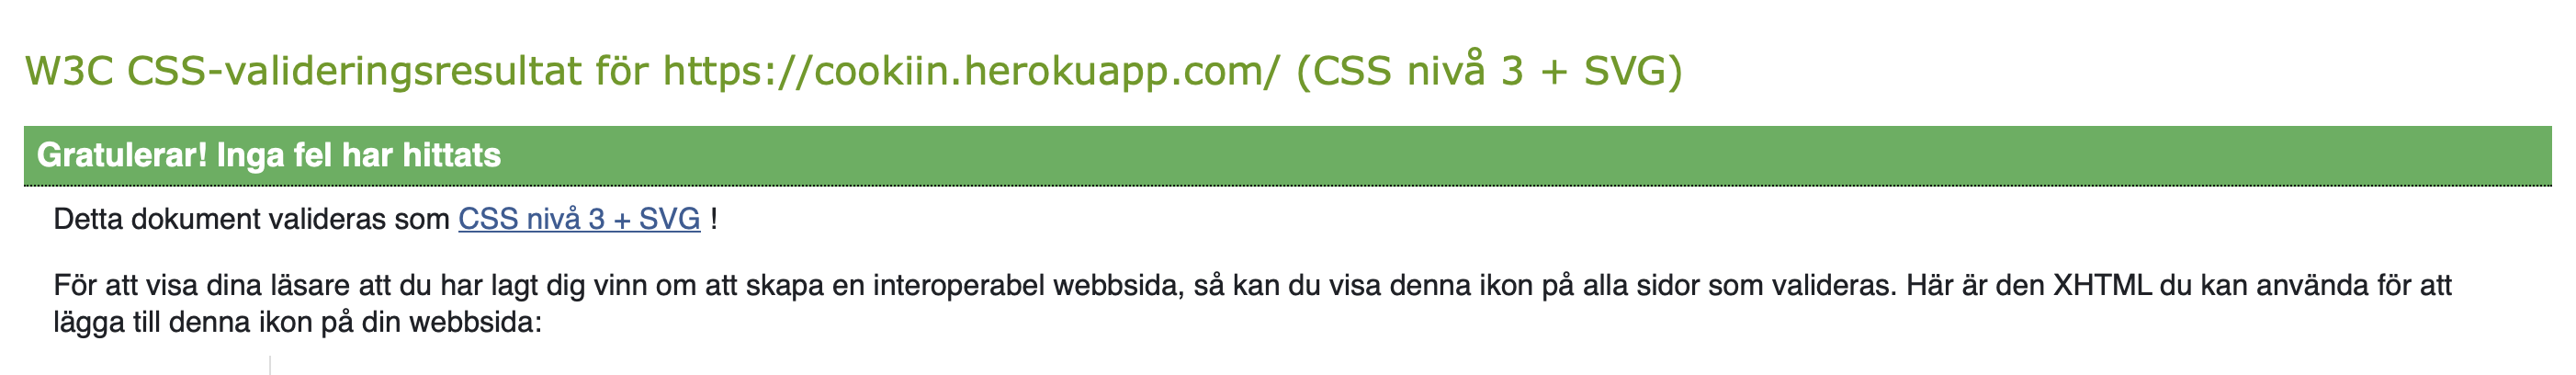 W3C CSS-valideringsresultat för https://cookiin.herokuapp.com/ (CSS nivå 3 + SVG)
Gratulerar! Inga fel har hittats
Detta dokument valideras som CSS nivå 3 + SVG !
För att visa dina läsare att du har lagt dig vinn om att skapa en interoperabel webbsida, så kan du visa denna ikon på alla sidor som valideras. Här är den XHTML du kan använda för att
lägga till denna ikon på din webbsida: